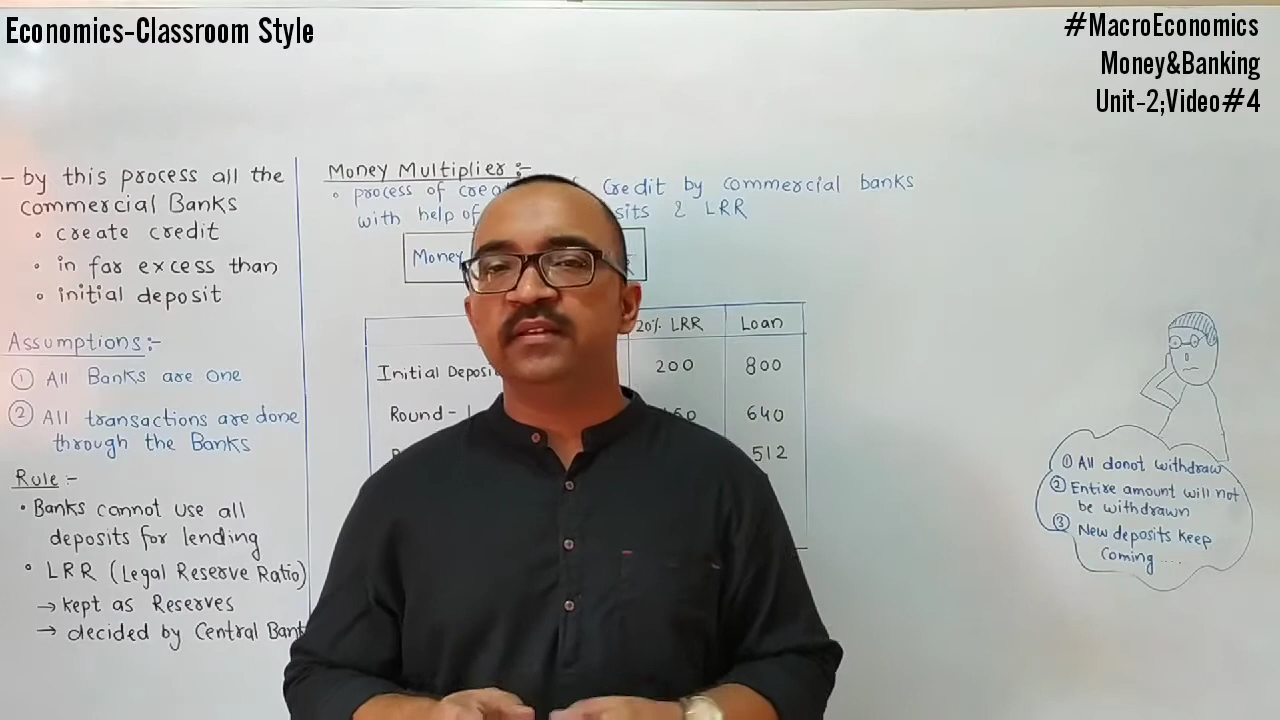 Economics-Classroom Style
#MacroEconomics
Money&Banking
Unit-2;Video#4
- by this process all the
commercial Banks
• create credit
• in far excess than
• initial deposit
Assumptions:-
① All Banks are one
② All transactions are done
through the Banks
Rule:-
• Banks cannot use all
deposits for lending
• LRR (Legal Reserve Ratio)
→ kept as Reserves
→ decided by Central
Money Multiplier:-
• process of credit by commercial banks
with help of & LRR
Money
20% LRR Loan
Initial 200 800
Round - 640
512
① All donot withdraw
② Entire amount will not
be withdrawn
③ New deposits keep
coming....